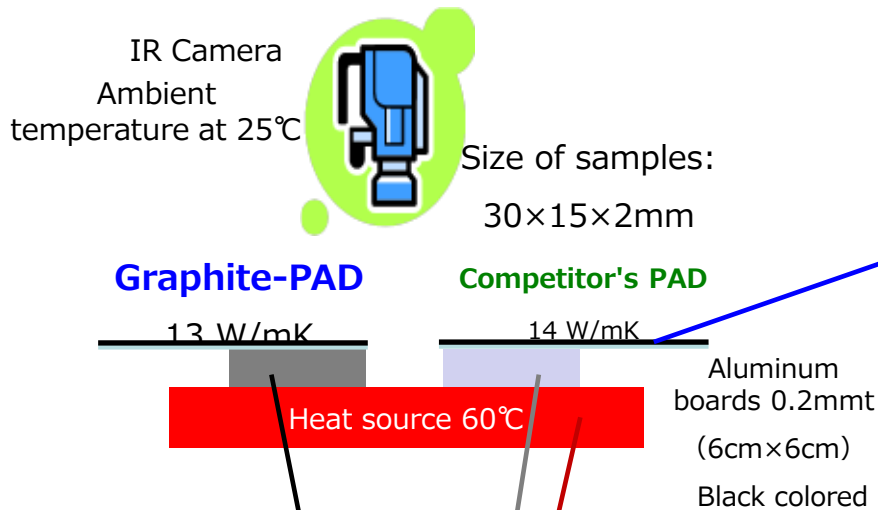 IR Camera
Ambient
temperature at 25℃
Size of samples:
30×15×2mm
Graphite-PAD
Competitor's PAD
13 W/mK
14 W/mK
Aluminum
boards 0.2mmt
（6cm×6cm）
Black colored
Heat source 60℃